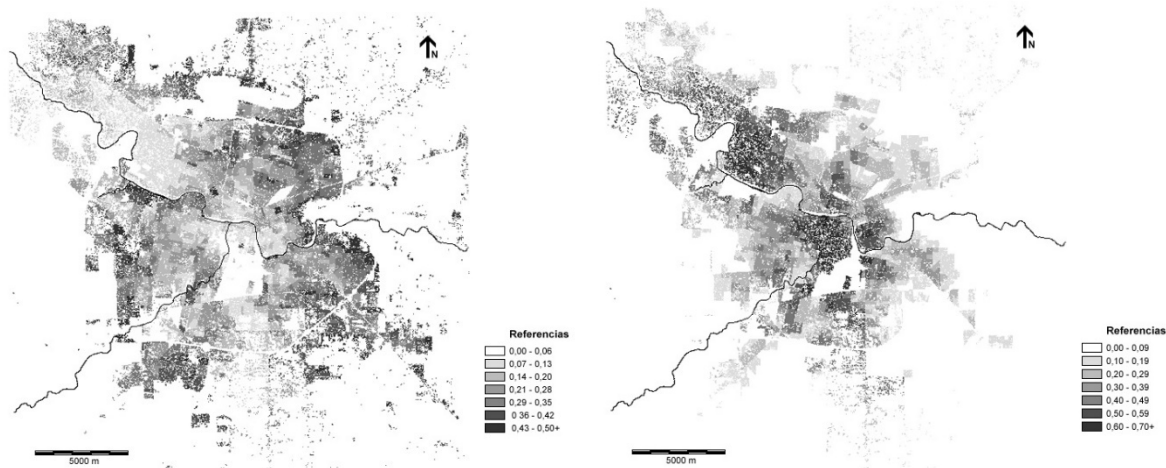 N
Referencias
0,00 - 0,06
0,07 - 0,13
0,14 - 0,20
0,21 - 0,28
0,29 - 0,35
0 36 - 0,42
0,43 - 0,50+
5000 m
N
Referencias
0,00 - 0,09
0,10 - 0,19
0,20 - 0,29
0,30 - 0,39
0,40 - 0,49
0,50 - 0,59
0,60 - 0,70+
5000 m